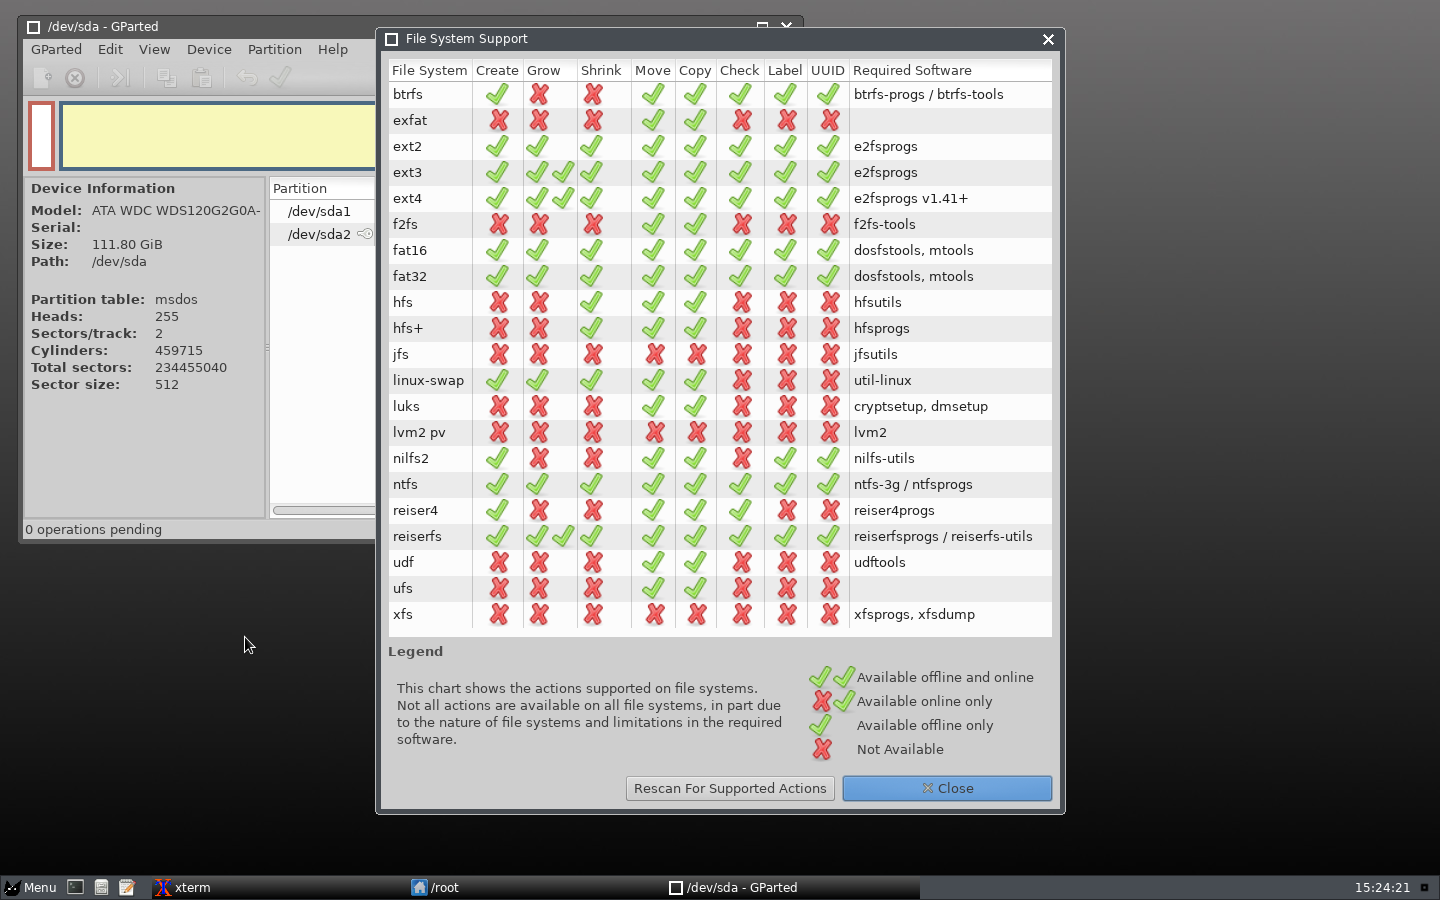 /dev/sda - GParted
GParted Edit View Device Partition Help
Device Information
Model: ATA WDC WDS120G2G0A-
Serial:
Size: 111.80 GiB
Path: /dev/sda
Partition table: msdos
Heads: 255
Sectors/track: 2
Cylinders: 459715
Total sectors: 234455040
Sector size: 512
Partition
/dev/sda1
/dev/sda2
0 operations pending
File System Support
File System Create Grow Shrink Move Copy Check Label UUID Required Software
btrfs btrfs-progs / btrfs-tools
exfat
ext2 e2fsprogs
ext3 e2fsprogs
ext4 e2fsprogs v1.41+
f2fs f2fs-tools
fat16 dosfstools, mtools
fat32 dosfstools, mtools
hfs hfsutils
hfs+ hfsprogs
jfs jfsutils
linux-swap util-linux
luks cryptsetup, dmsetup
lvm2 pv lvm2
nilfs2 nilfs-utils
ntfs ntfs-3g / ntfsprogs
reiser4 reiser4progs
reiserfs reiserfsprogs / reiserfs-utils
udf udftools
ufs
xfs xfsprogs, xfsdump
Legend
This chart shows the actions supported on file systems.
Not all actions are available on all file systems, in part due
to the nature of file systems and limitations in the required
software.
Available offline and online
Available online only
Available offline only
Not Available
Rescan For Supported Actions Close
Menu xterm /root /dev/sda - GParted 15:24:21